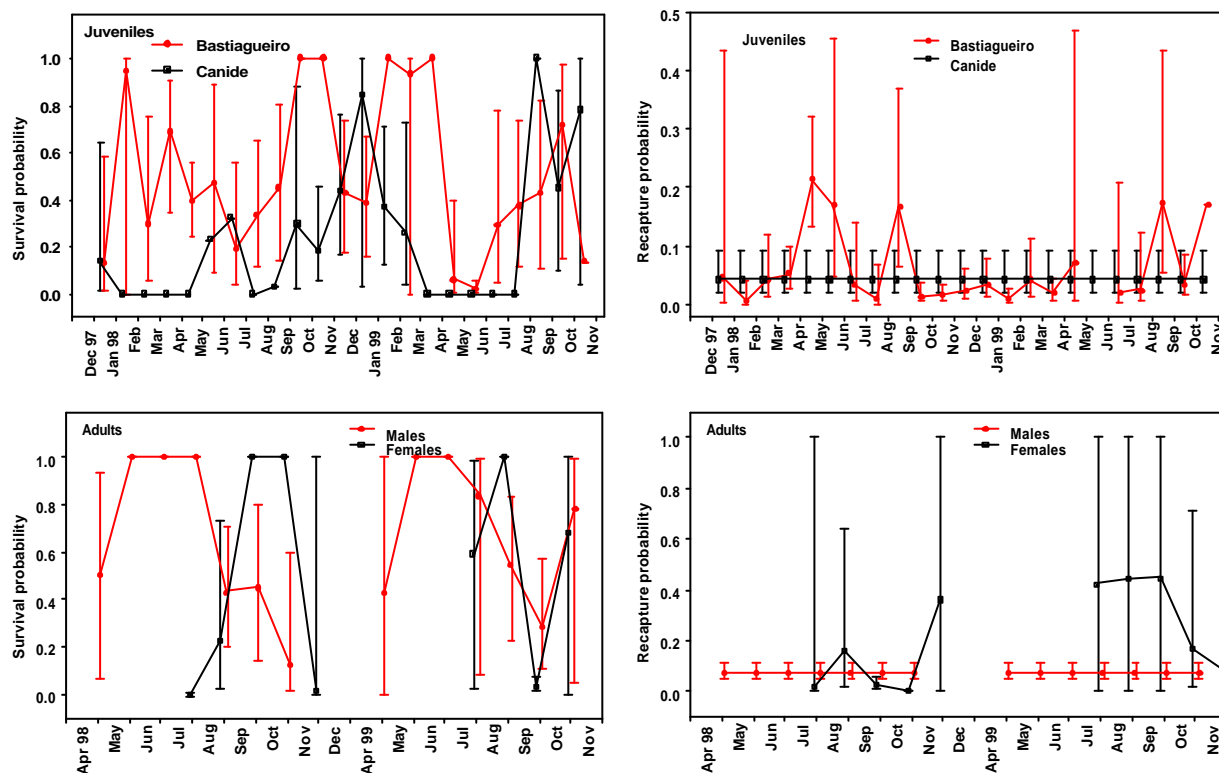 Juveniles
Bastiagueiro
Canide
Survival probability
1.0
0.8
0.6
0.4
0.2
0.0
Dec 97
Jan 98
Feb
Mar
Apr
May
Jun
Jul
Aug
Sep
Oct
Nov
Dec
Jan 99
Feb
Mar
Apr
May
Jun
Jul
Aug
Sep
Oct
Nov
Juveniles
Bastiagueiro
Canide
Recapture probability
0.5
0.4
0.3
0.2
0.1
0.0
Dec 97
Jan 98
Feb
Mar
Apr
May
Jun
Jul
Aug
Sep
Oct
Nov
Dec
Jan 99
Feb
Mar
Apr
May
Jun
Jul
Aug
Sep
Oct
Nov
Adults
Males
Females
Survival probability
1.0
0.8
0.6
0.4
0.2
0.0
Apr 98
May
Jun
Jul
Aug
Sep
Oct
Nov
Dec
Apr 99
May
Jun
Jul
Aug
Sep
Oct
Nov
Adults
Males
Females
Recapture probability
1.0
0.8
0.6
0.4
0.2
0.0
Apr 98
May
Jun
Jul
Aug
Sep
Oct
Nov
Dec
Apr 99
May
Jun
Jul
Aug
Sep
Oct
Nov